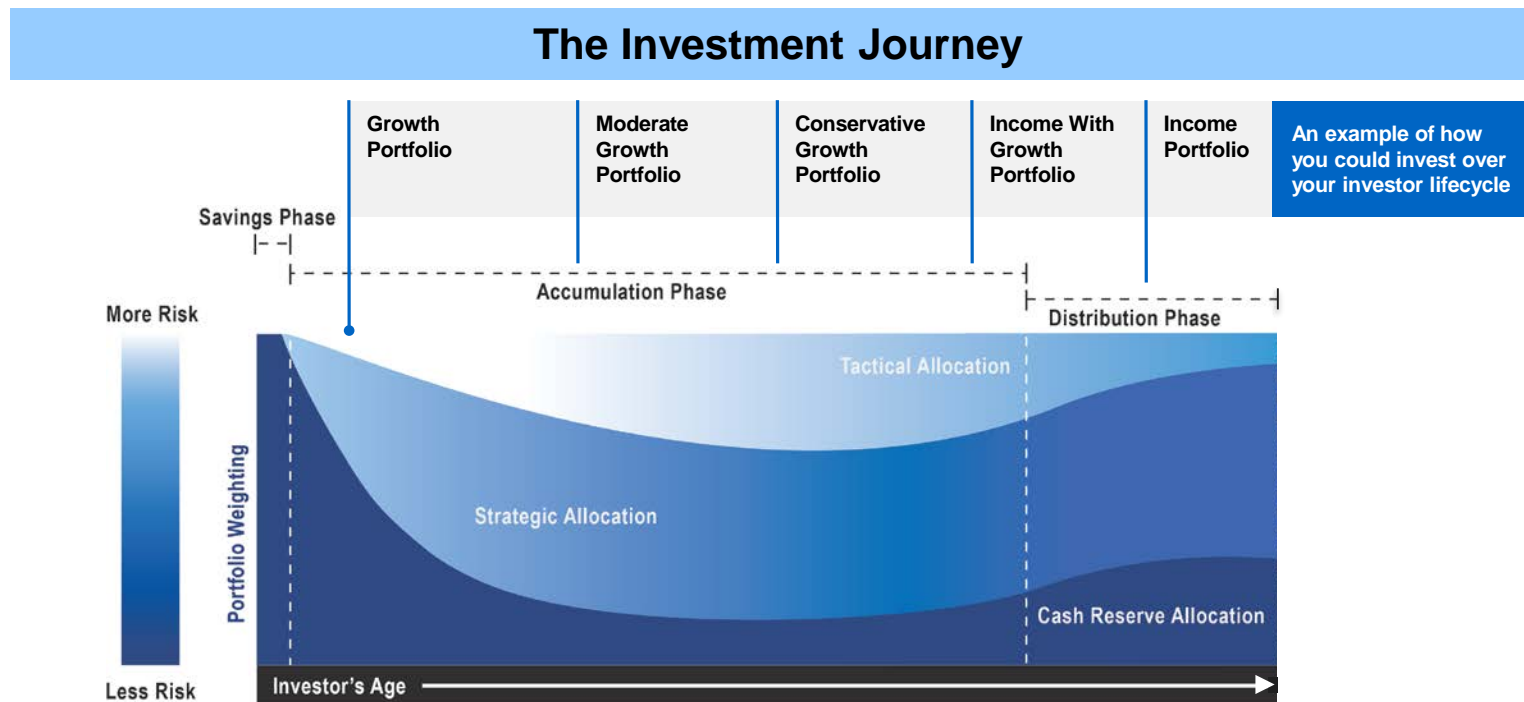 The Investment Journey
Growth
Portfolio
Moderate
Growth
Portfolio
Conservative
Growth
Portfolio
Income With
Growth
Portfolio
Income
Portfolio
An example of how
you could invest over
your investor lifecycle
Savings Phase
Accumulation Phase
Distribution Phase
More Risk
Less Risk
Portfolio Weighting
Tactical Allocation
Strategic Allocation
Cash Reserve Allocation
Investor's Age